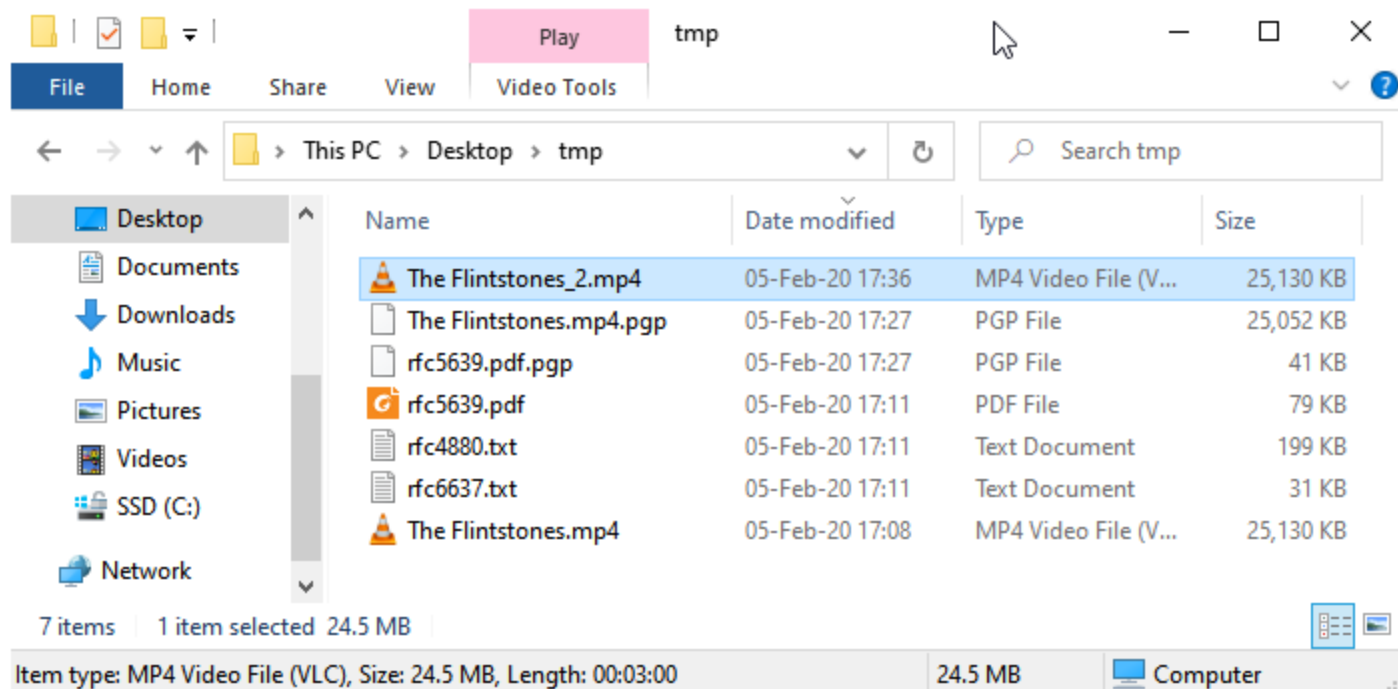 Play tmp
File Home Share View Video Tools ?
This PC > Desktop > tmp Search tmp
Desktop
Documents
Downloads
Music
Pictures
Videos
SSD (C:)
Network
Name Date modified Type Size
The Flintstones_2.mp4 05-Feb-20 17:36 MP4 Video File (V... 25,130 KB
The Flintstones.mp4.pgp 05-Feb-20 17:27 PGP File 25,052 KB
rfc5639.pdf.pgp 05-Feb-20 17:27 PGP File 41 KB
rfc5639.pdf 05-Feb-20 17:11 PDF File 79 KB
rfc4880.txt 05-Feb-20 17:11 Text Document 199 KB
rfc6637.txt 05-Feb-20 17:11 Text Document 31 KB
The Flintstones.mp4 05-Feb-20 17:08 MP4 Video File (V... 25,130 KB
7 items 1 item selected 24.5 MB
Item type: MP4 Video File (VLC), Size: 24.5 MB, Length: 00:03:00 24.5 MB Computer